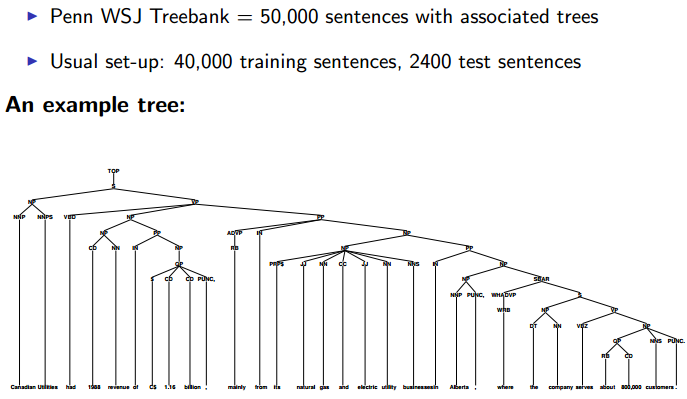 Penn WSJ Treebank = 50,000 sentences with associated trees
Usual set-up: 40,000 training sentences, 2400 test sentences
An example tree:
TOP
S
NP VP
NNP NNPS VBD NP PP
NP PP ADVP IN NP
CD NN IN NP RB NP PP
QP PRP$ JJ NN CC JJ NN NNS IN NP
$ CD CD PUNC, NP SBAR
NNP PUNC, WHADVP S
WRB NP VP
DT NN VBZ NP
QP NNS PUNC.
RB CD
Canadian Utilities had 1988 revenue of C$ 1.16 billion , mainly from its natural gas and electric utility businesses in Alberta , where the company serves about 800,000 customers .